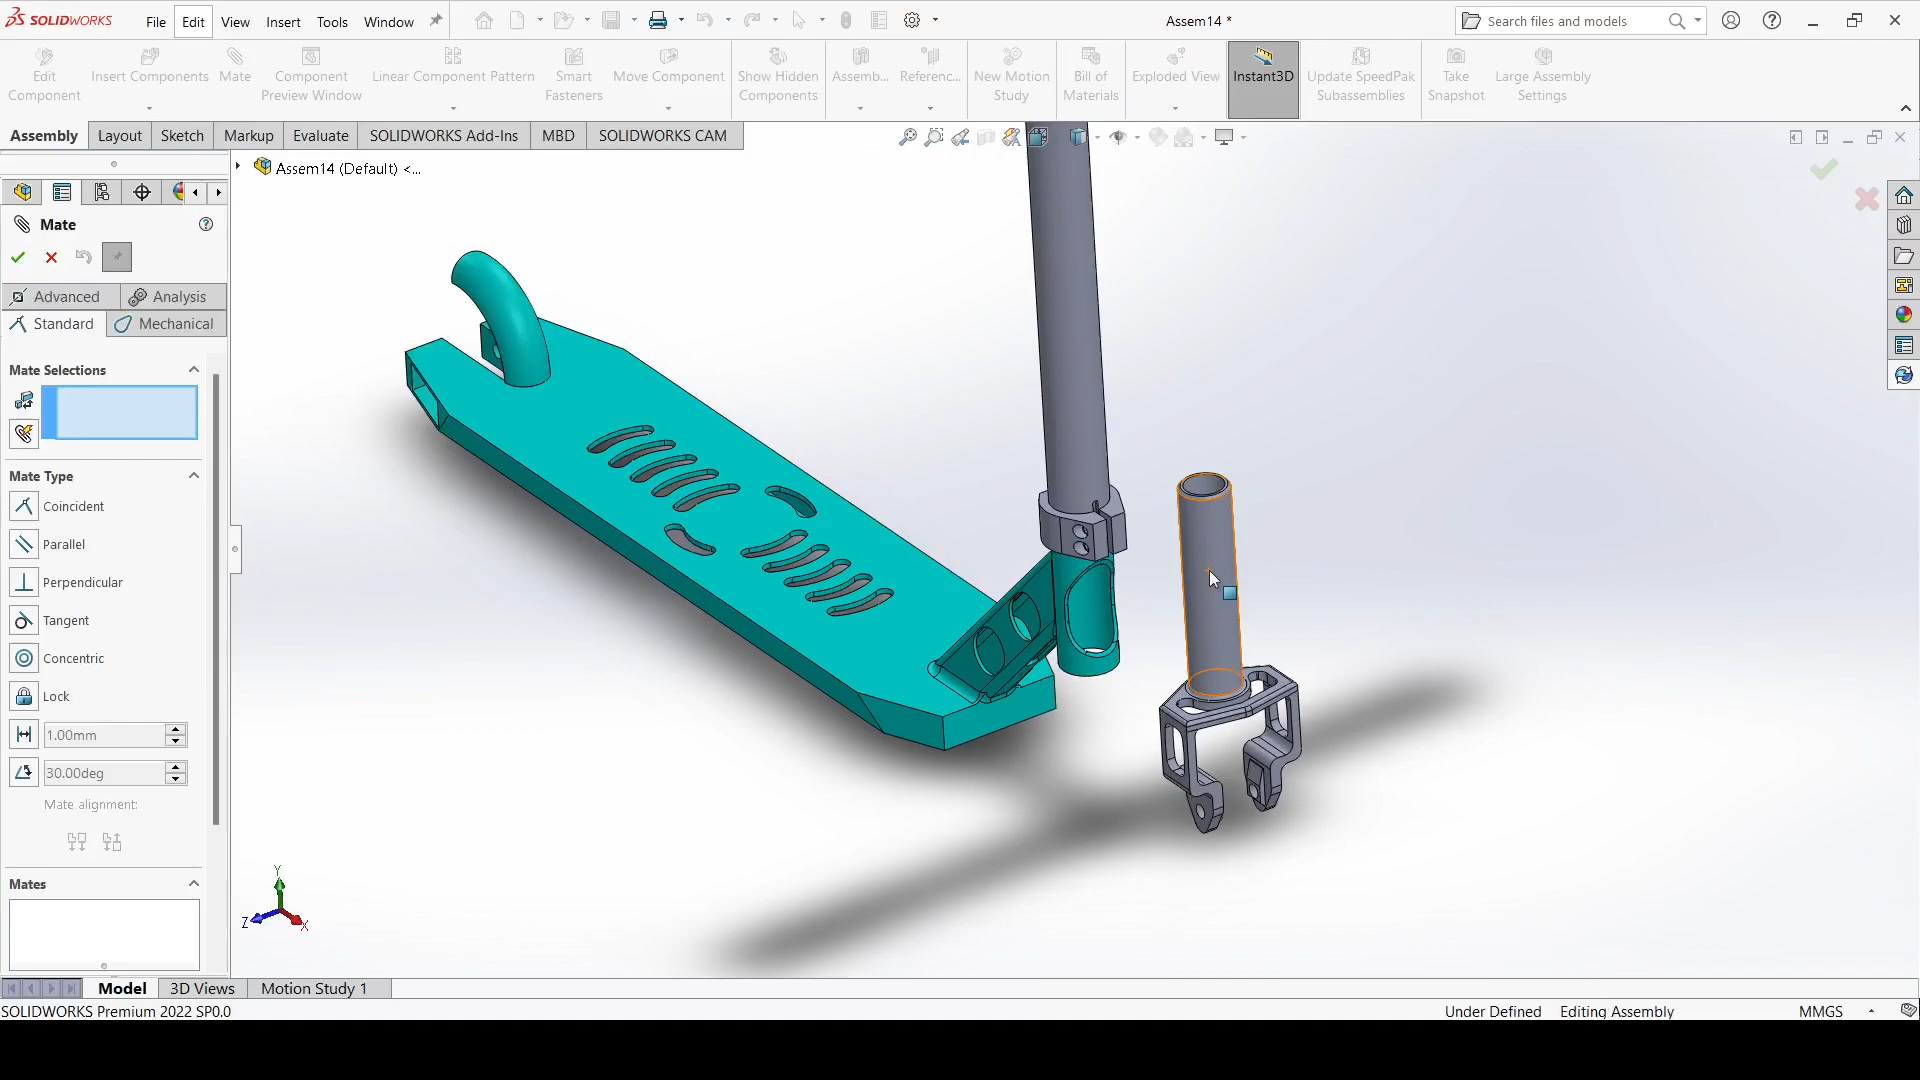 SOLIDWORKS File Edit View Insert Tools Window Assem14 * Search files and models
Edit Component Insert Components Mate Component Preview Window Linear Component Pattern Smart Fasteners Move Component Show Hidden Components Assemb... Referenc... New Motion Study Bill of Materials Exploded View Instant3D Update SpeedPak Subassemblies Take Snapshot Large Assembly Settings
Assembly Layout Sketch Markup Evaluate SOLIDWORKS Add-Ins MBD SOLIDWORKS CAM
Assem14 (Default) <...
Mate
Advanced Analysis
Standard Mechanical
Mate Selections
Mate Type
Coincident
Parallel
Perpendicular
Tangent
Concentric
Lock
1.00mm
30.00deg
Mate alignment:
Mates
Y
Z X
Model 3D Views Motion Study 1
SOLIDWORKS Premium 2022 SP0.0 Under Defined Editing Assembly MMGS